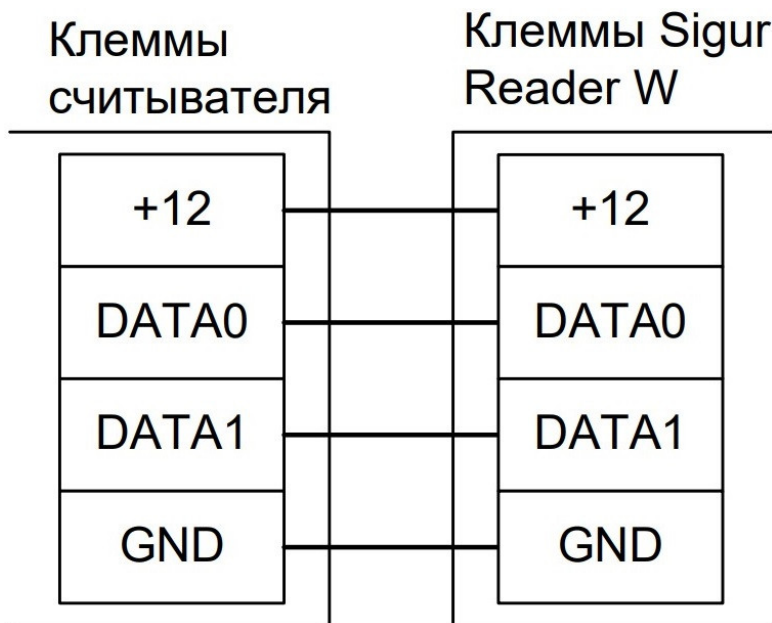 Клеммы
считывателя
Клеммы Sigur
Reader W
+12
+12
DATA0
DATA0
DATA1
DATA1
GND
GND